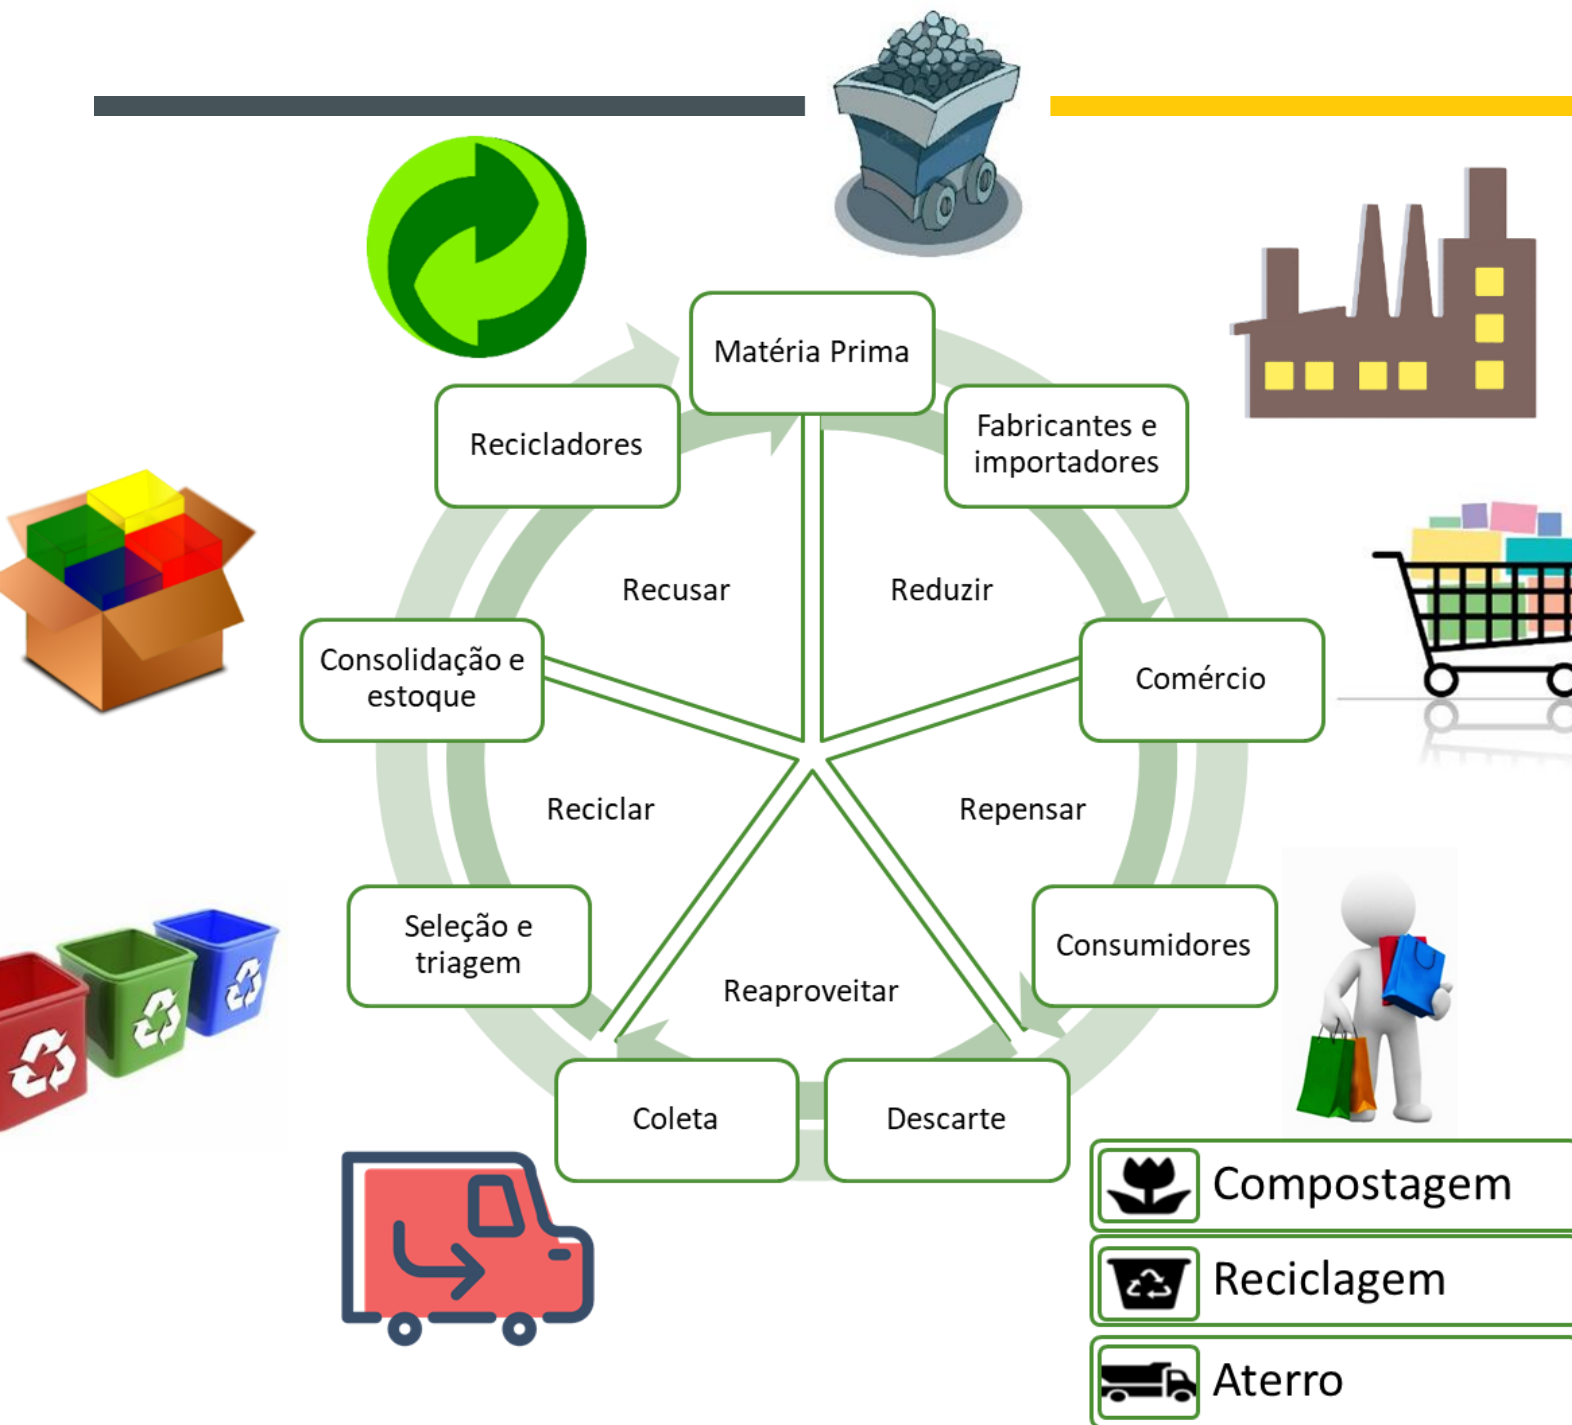 Matéria Prima
Fabricantes e
importadores
Comércio
Consumidores
Descarte
Coleta
Seleção e
triagem
Consolidação e
estoque
Recicladores
Recusar
Reduzir
Repensar
Reaproveitar
Reciclar
Compostagem
Reciclagem
Aterro